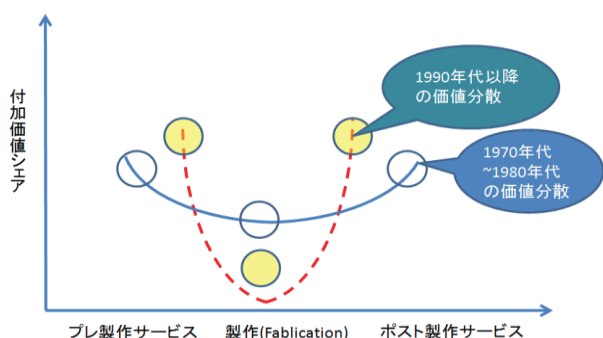 1990年代以降
の価値分散
付加価値シェア
1970年代
~1980年代
の価値分散
プレ製作サービス
製作(Fablication)
ポスト製作サービス